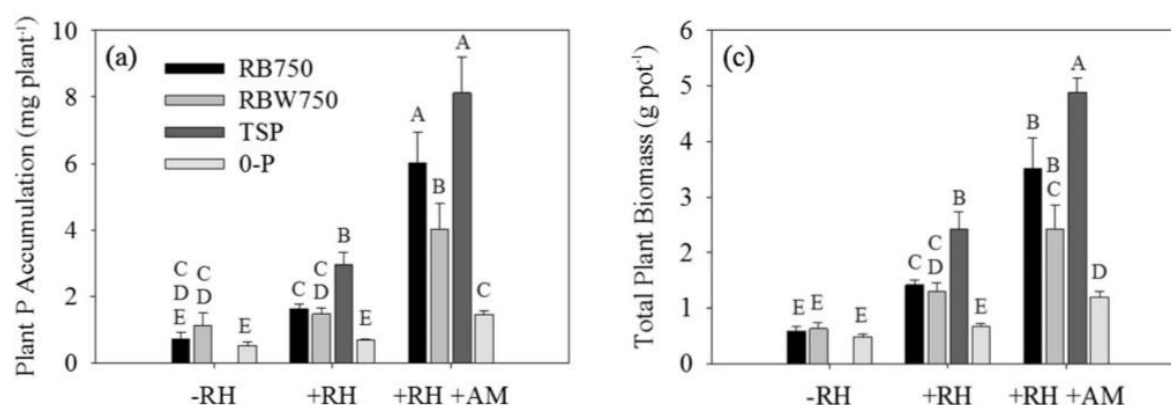 Plant P Accumulation (mg plant⁻¹)
10
8
6
4
2
0
(a)
RB750
RBW750
TSP
0-P
C
D
E
C
D
E
C
C
D
B
E
A
B
A
C
-RH
+RH
+RH +AM
Total Plant Biomass (g pot⁻¹)
6
5
4
3
2
1
0
(c)
E
E
E
C
C
D
B
E
B
B
C
A
D
-RH
+RH
+RH +AM